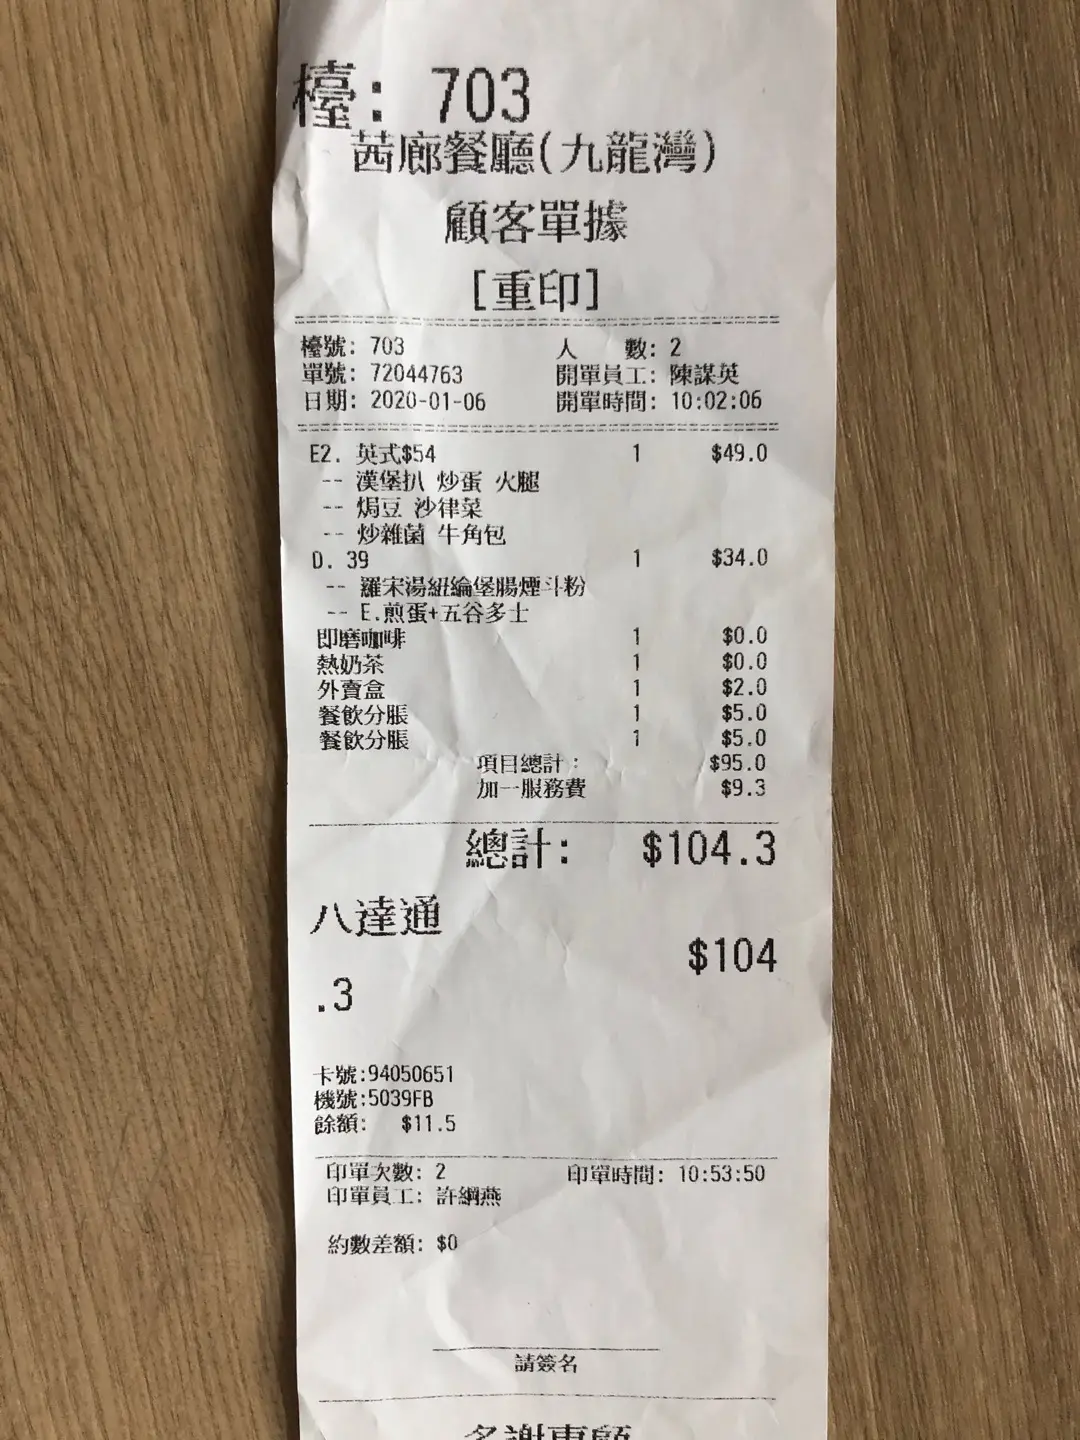 檯: 703
茜廊餐廳(九龍灣)
顧客單據
[重印]
檯號: 703 人 數: 2
單號: 72044763 開單員工: 陳謀英
日期: 2020-01-06 開單時間: 10:02:06
E2. 英式$54 1 $49.0
-- 漢堡扒 炒蛋 火腿
-- 焗豆 沙律菜
-- 炒雜菌 牛角包
D. 39 1 $34.0
-- 羅宋湯紐綸堡腸煙斗粉
-- E.煎蛋+五谷多士
即磨咖啡 1 $0.0
熱奶茶 1 $0.0
外賣盒 1 $2.0
餐飲分賬 1 $5.0
餐飲分賬 1 $5.0
項目總計: $95.0
加一服務費 $9.3
總計: $104.3
八達通
$104
.3
卡號:94050651
機號:5039FB
餘額: $11.5
印單次數: 2 印單時間: 10:53:50
印單員工: 許綱燕
約數差額: $0
請簽名
多謝惠顧